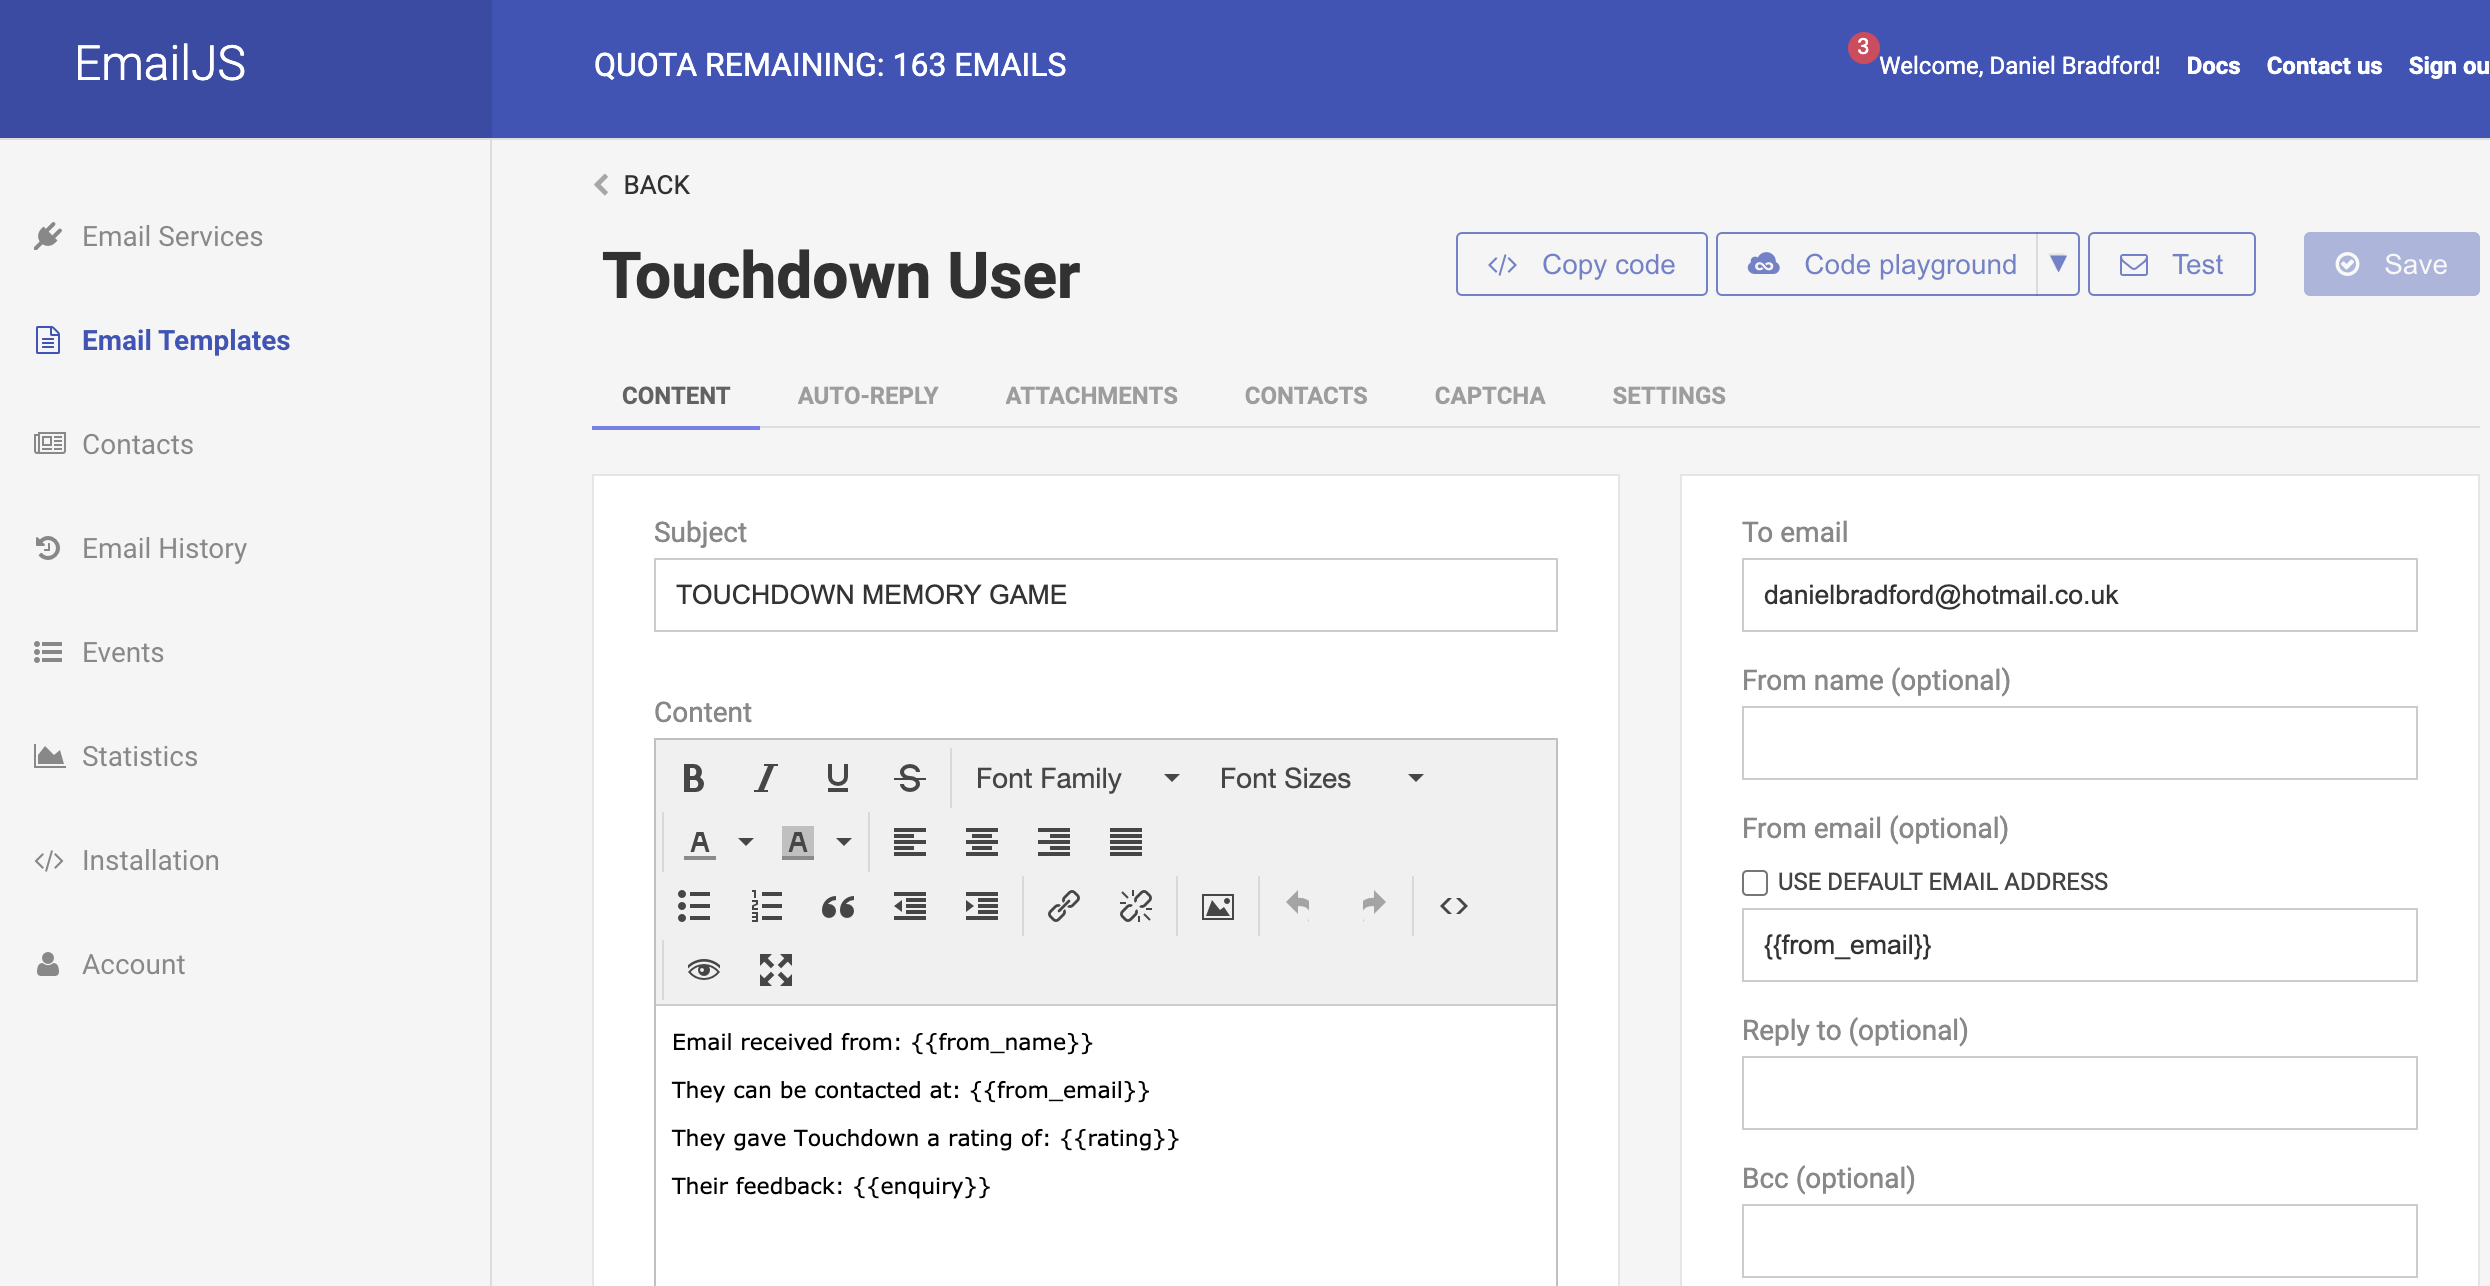 EmailJS
QUOTA REMAINING: 163 EMAILS
3
Welcome, Daniel Bradford!
Docs
Contact us
Sign ou
Email Services
Email Templates
Contacts
Email History
Events
Statistics
Installation
Account
BACK
Touchdown User
Copy code
Code playground
Test
Save
CONTENT
AUTO-REPLY
ATTACHMENTS
CONTACTS
CAPTCHA
SETTINGS
Subject
TOUCHDOWN MEMORY GAME
Content
Font Family
Font Sizes
Email received from: {{from_name}}
They can be contacted at: {{from_email}}
They gave Touchdown a rating of: {{rating}}
Their feedback: {{enquiry}}
To email
danielbradford@hotmail.co.uk
From name (optional)
From email (optional)
USE DEFAULT EMAIL ADDRESS
{{from_email}}
Reply to (optional)
Bcc (optional)